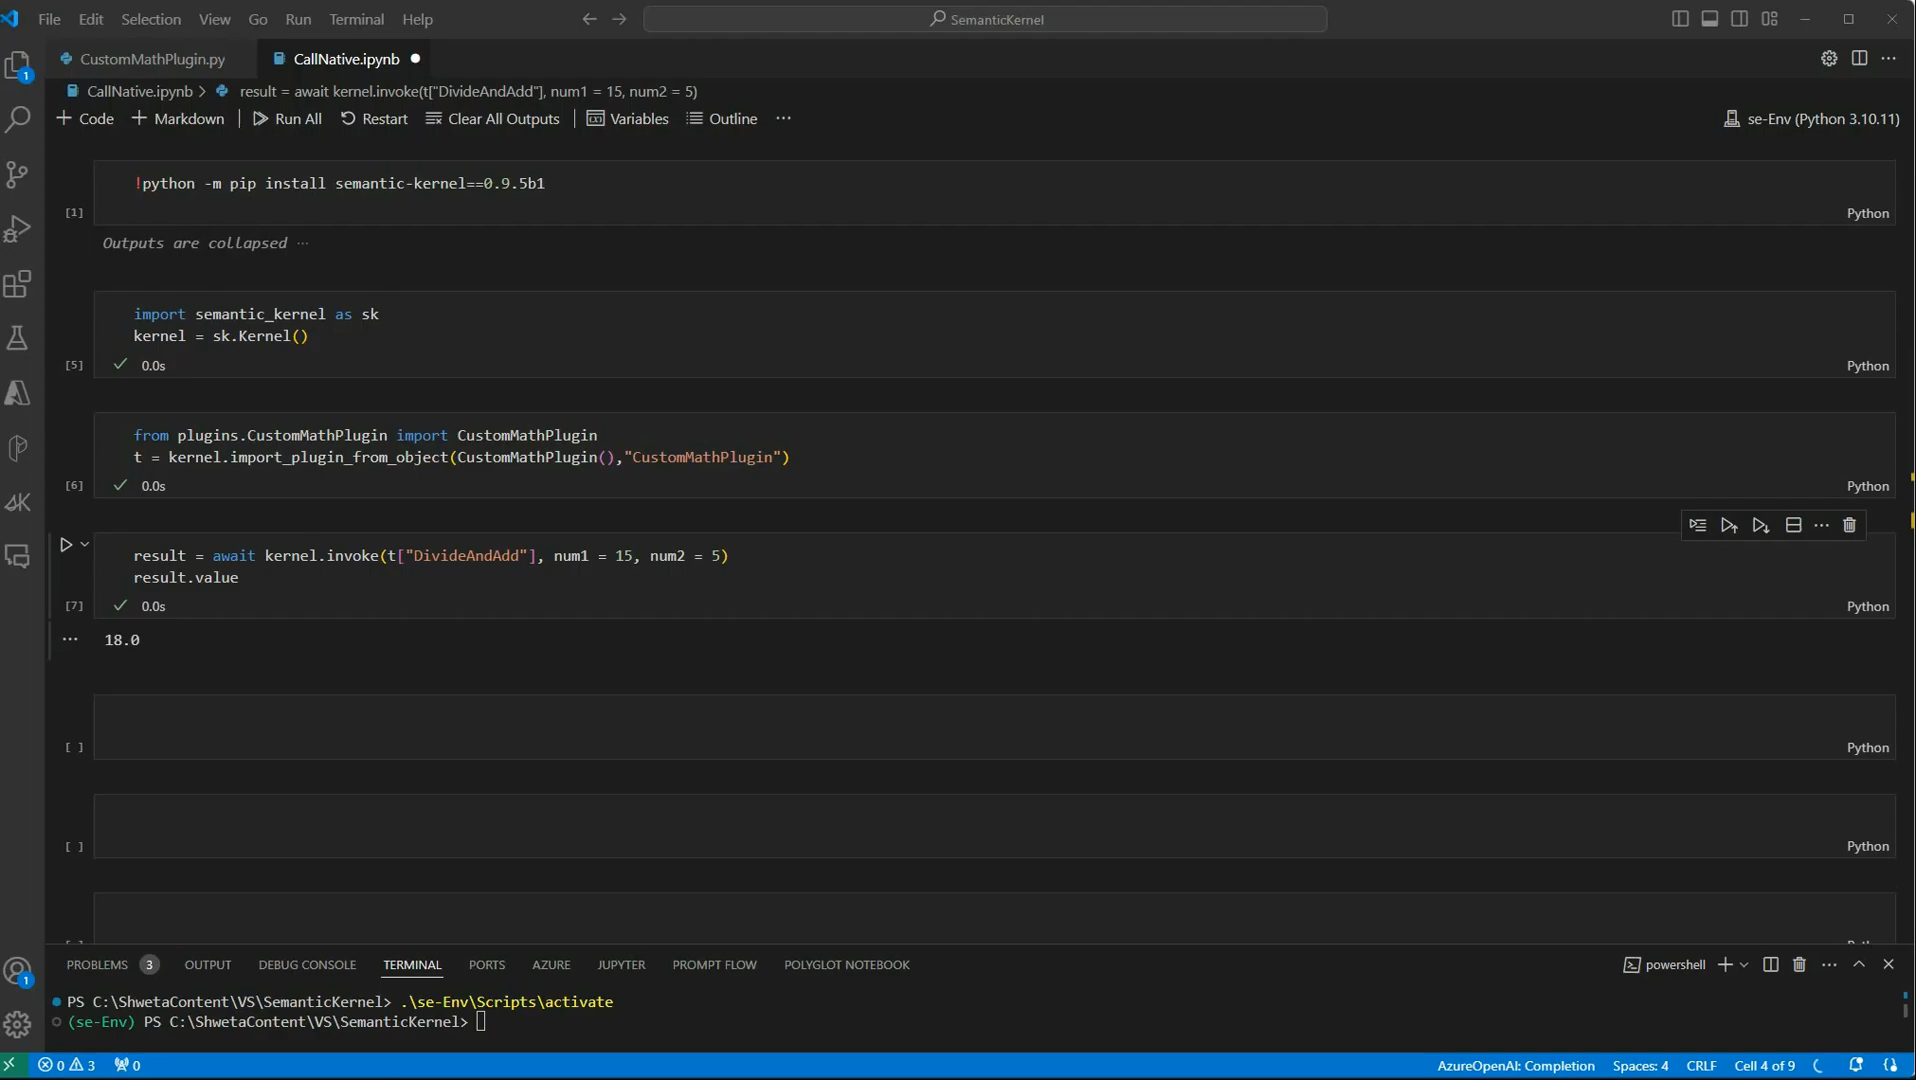 File Edit Selection View Go Run Terminal Help SemanticKernel
CustomMathPlugin.py CallNative.ipynb
CallNative.ipynb > result = await kernel.invoke(t["DivideAndAdd"], num1 = 15, num2 = 5)
+ Code + Markdown Run All Restart Clear All Outputs Variables Outline ··· se-Env (Python 3.10.11)
!python -m pip install semantic-kernel==0.9.5b1
[1] Python
Outputs are collapsed ···
import semantic_kernel as sk
kernel = sk.Kernel()
[5] 0.0s Python
from plugins.CustomMathPlugin import CustomMathPlugin
t = kernel.import_plugin_from_object(CustomMathPlugin(),"CustomMathPlugin")
[6] 0.0s Python
result = await kernel.invoke(t["DivideAndAdd"], num1 = 15, num2 = 5)
result.value
[7] 0.0s Python
··· 18.0
[ ] Python
[ ] Python
PROBLEMS 3 OUTPUT DEBUG CONSOLE TERMINAL PORTS AZURE JUPYTER PROMPT FLOW POLYGLOT NOTEBOOK powershell
PS C:\ShwetaContent\VS\SemanticKernel> .\se-Env\Scripts\activate
(se-Env) PS C:\ShwetaContent\VS\SemanticKernel>
0 3 0 AzureOpenAI: Completion Spaces: 4 CRLF Cell 4 of 9
1
1